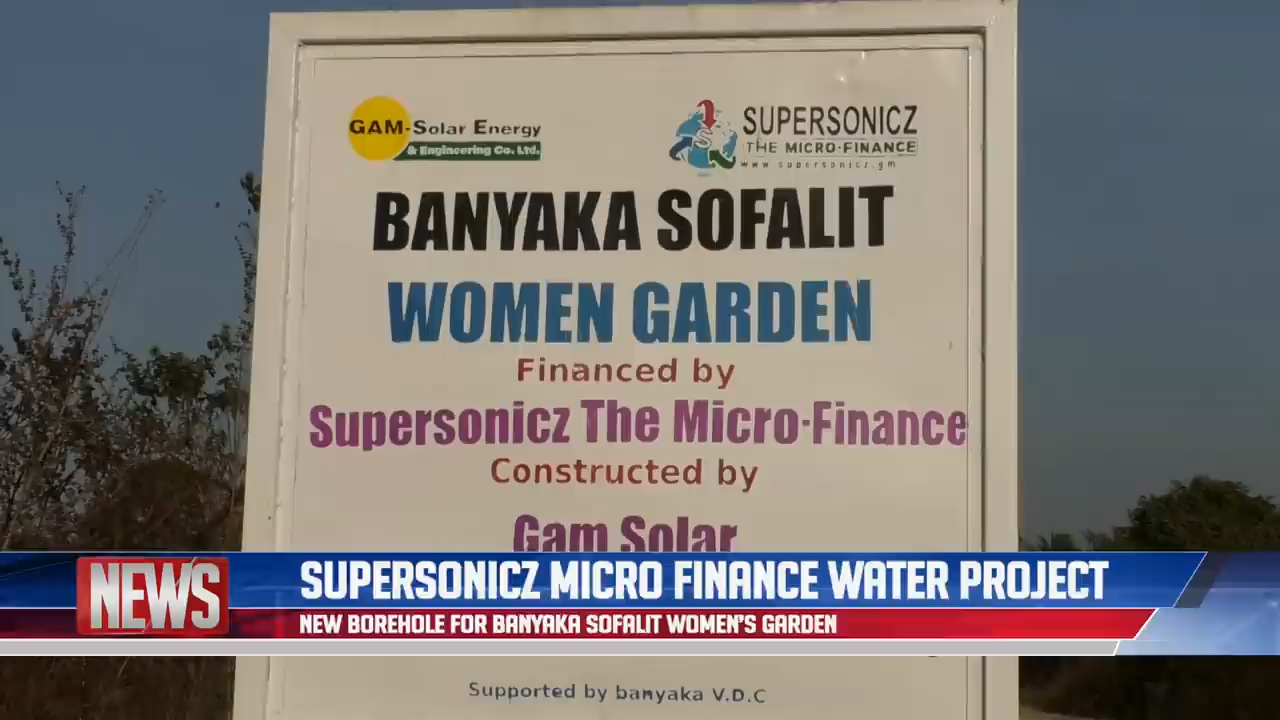 GAM-Solar Energy
& Engineering Co. Ltd.
S
SUPERSONICZ
THE MICRO-FINANCE
www.supersonicz.gm
BANYAKA SOFALIT
WOMEN GARDEN
Financed by
Supersonicz The Micro-Finance
Constructed by
Gam Solar
NEWS
SUPERSONICZ MICRO FINANCE WATER PROJECT
NEW BOREHOLE FOR BANYAKA SOFALIT WOMEN'S GARDEN
Supported by banyaka V.D.C